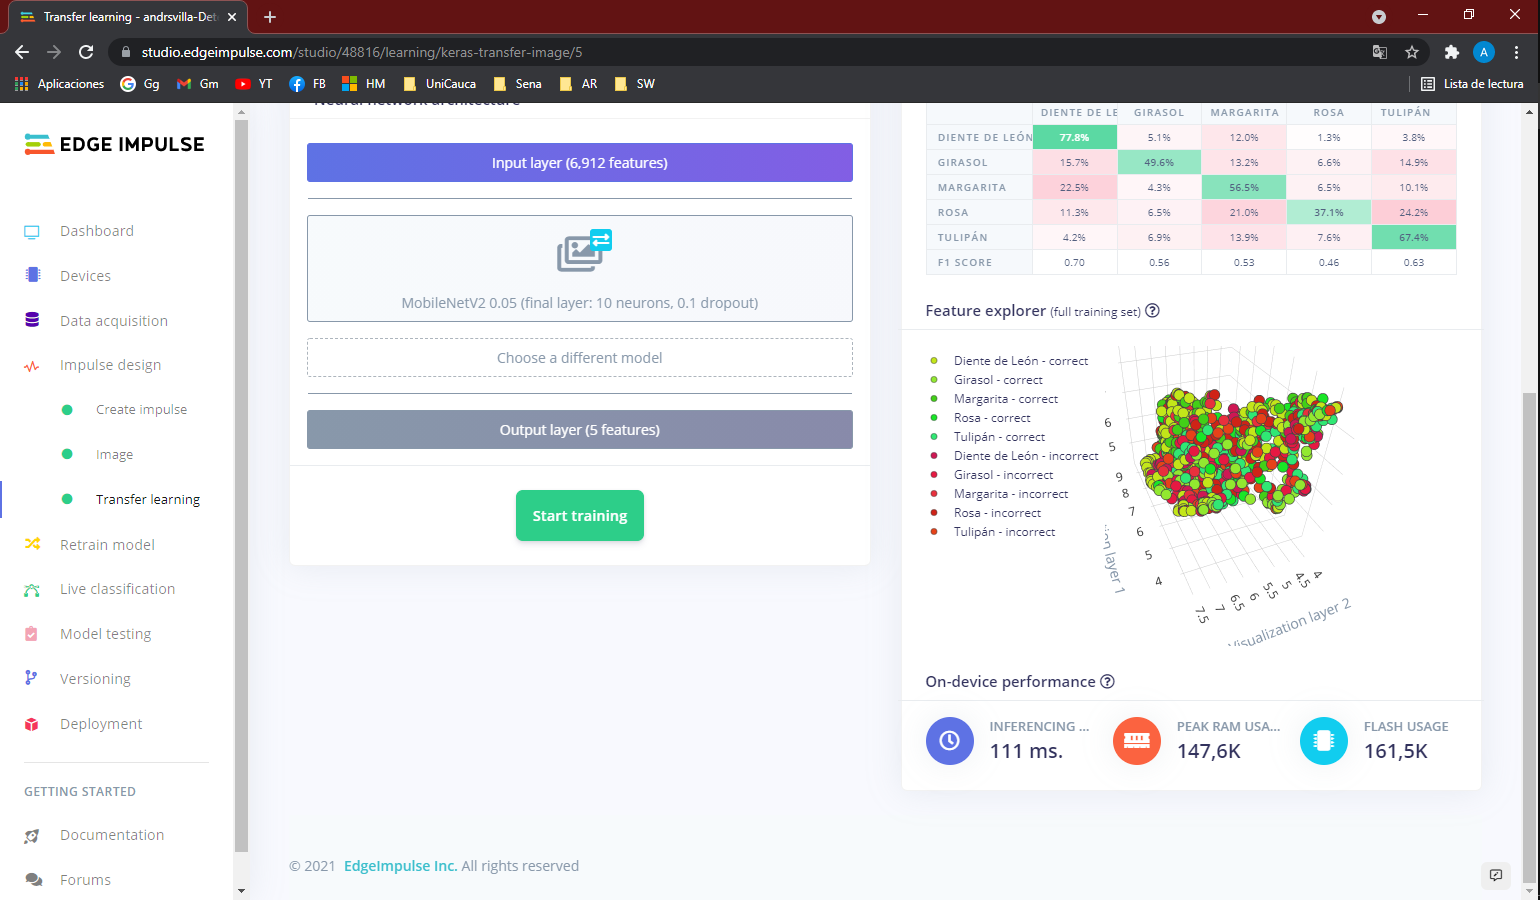 Transfer learning - andrsvilla-Det
studio.edgeimpulse.com/studio/48816/learning/keras-transfer-image/5
A
Aplicaciones
Gg
Gm
YT
FB
HM
UniCauca
Sena
AR
SW
Lista de lectura
EDGE IMPULSE
Dashboard
Devices
Data acquisition
Impulse design
Create impulse
Image
Transfer learning
Retrain model
Live classification
Model testing
Versioning
Deployment
GETTING STARTED
Documentation
Forums
Neural network architecture
Input layer (6,912 features)
MobileNetV2 0.05 (final layer: 10 neurons, 0.1 dropout)
Choose a different model
Output layer (5 features)
Start training
DIENTE DE LE GIRASOL MARGARITA ROSA TULIPÁN
DIENTE DE LEÓN 77.8% 5.1% 12.0% 1.3% 3.8%
GIRASOL 15.7% 49.6% 13.2% 6.6% 14.9%
MARGARITA 22.5% 4.3% 56.5% 6.5% 10.1%
ROSA 11.3% 6.5% 21.0% 37.1% 24.2%
TULIPÁN 4.2% 6.9% 13.9% 7.6% 67.4%
F1 SCORE 0.70 0.56 0.53 0.46 0.63
Feature explorer (full training set)
Diente de León - correct
Girasol - correct
Margarita - correct
Rosa - correct
Tulipán - correct
Diente de León - incorrect
Girasol - incorrect
Margarita - incorrect
Rosa - incorrect
Tulipán - incorrect
6
5
9
8
7
6
5
4
7.5
7
6.5
6
5.5
5
4.5
4
layer 1
Visualization layer 2
On-device performance
INFERENCING ...
111 ms.
PEAK RAM USA...
147,6K
FLASH USAGE
161,5K
© 2021 EdgeImpulse Inc. All rights reserved